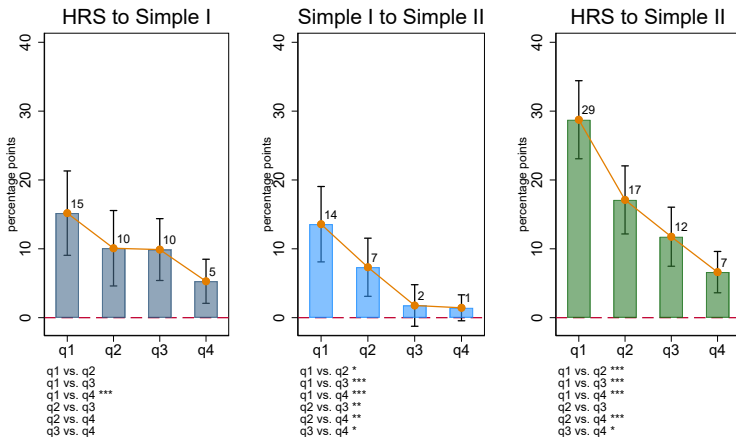 HRS to Simple I
percentage points
40
30
20
10
0
15
10
10
5
q1 q2 q3 q4
q1 vs. q2
q1 vs. q3
q1 vs. q4 ***
q2 vs. q3
q2 vs. q4
q3 vs. q4
Simple I to Simple II
percentage points
40
30
20
10
0
14
7
2
1
q1 q2 q3 q4
q1 vs. q2 *
q1 vs. q3 ***
q1 vs. q4 ***
q2 vs. q3 **
q2 vs. q4 **
q3 vs. q4 *
HRS to Simple II
percentage points
40
30
20
10
0
29
17
12
7
q1 q2 q3 q4
q1 vs. q2 ***
q1 vs. q3 ***
q1 vs. q4 ***
q2 vs. q3
q2 vs. q4 ***
q3 vs. q4 *